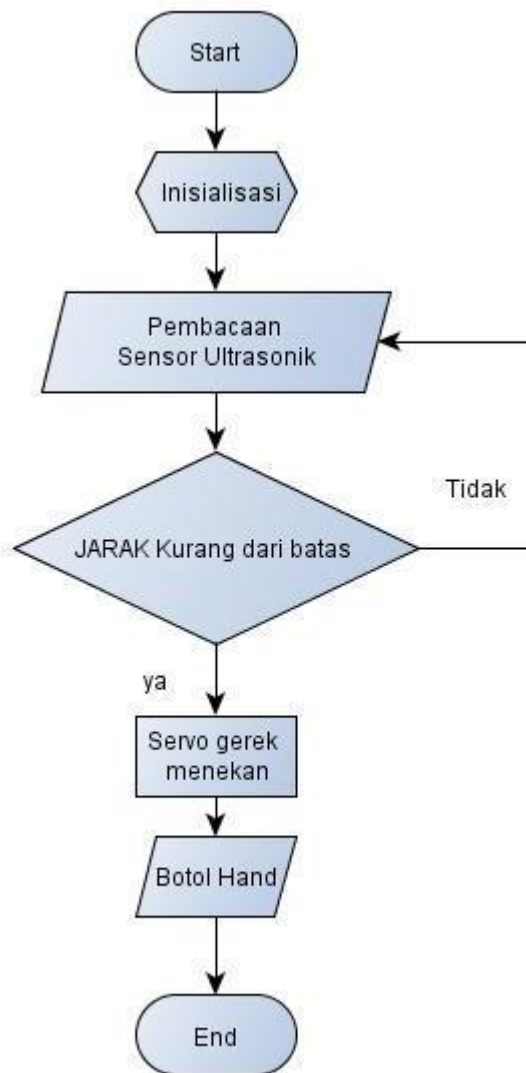 Start
Inisialisasi
Pembacaan
Sensor Ultrasonik
JARAK Kurang dari batas
Tidak
ya
Servo gerek
menekan
Botol Hand
End